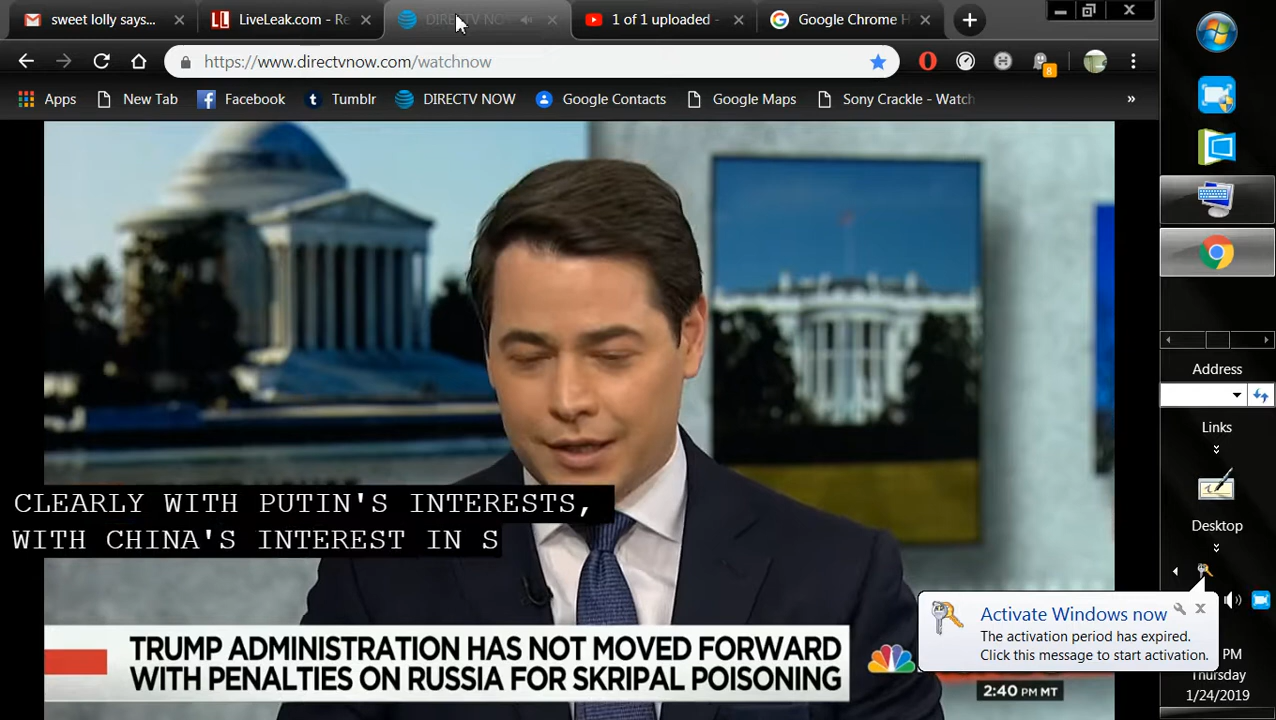 sweet lolly says...
LiveLeak.com - Re
DIRECTV NO
1 of 1 uploaded -
Google Chrome H
https://www.directvnow.com/watchnow
8
Apps
New Tab
Facebook
Tumblr
DIRECTV NOW
Google Contacts
Google Maps
Sony Crackle - Watch
»
CLEARLY WITH PUTIN'S INTERESTS,
WITH CHINA'S INTEREST IN S
TRUMP ADMINISTRATION HAS NOT MOVED FORWARD
WITH PENALTIES ON RUSSIA FOR SKRIPAL POISONING
2:40 PM MT
Address
Links
Desktop
Activate Windows now
The activation period has expired.
Click this message to start activation.
PM
Thursday
1/24/2019